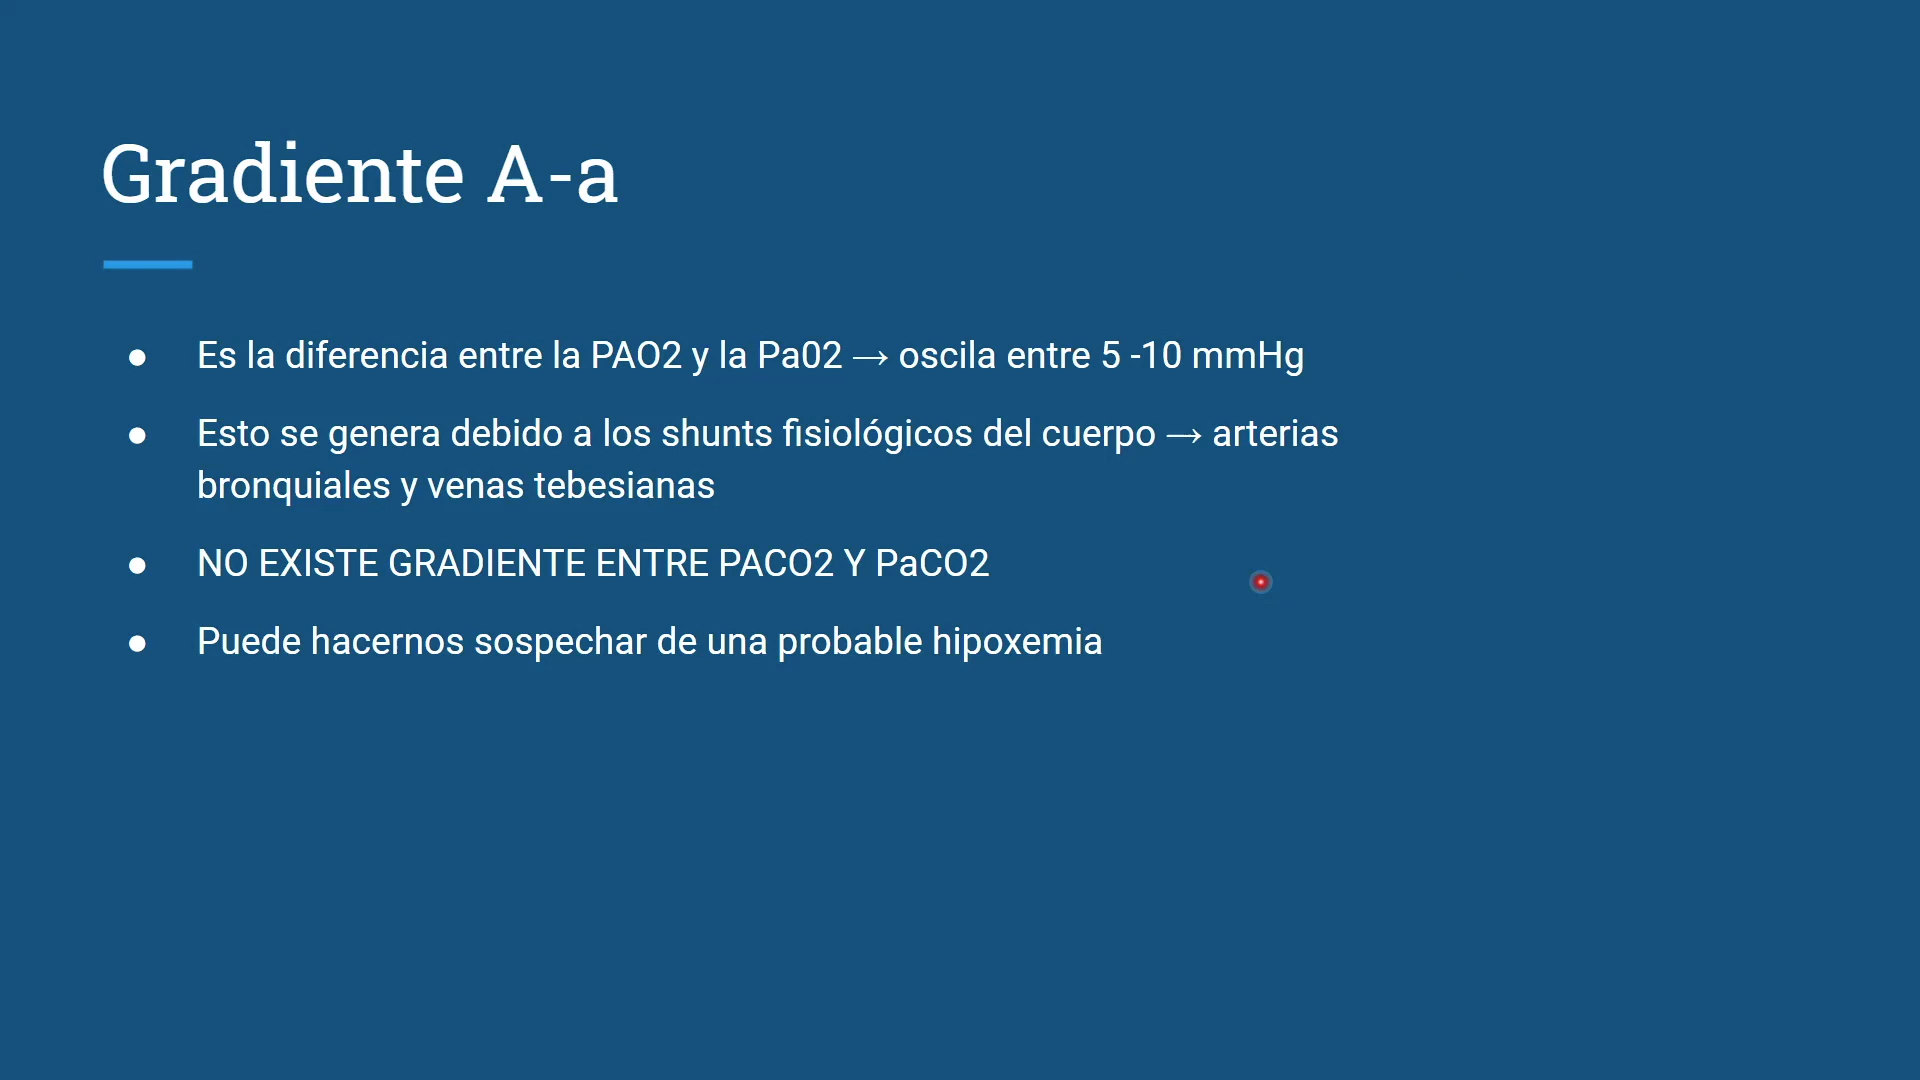 Gradiente A-a
● Es la diferencia entre la PAO2 y la Pa02 → oscila entre 5 -10 mmHg
● Esto se genera debido a los shunts fisiológicos del cuerpo → arterias
bronquiales y venas tebesianas
● NO EXISTE GRADIENTE ENTRE PACO2 Y PaCO2
● Puede hacernos sospechar de una probable hipoxemia